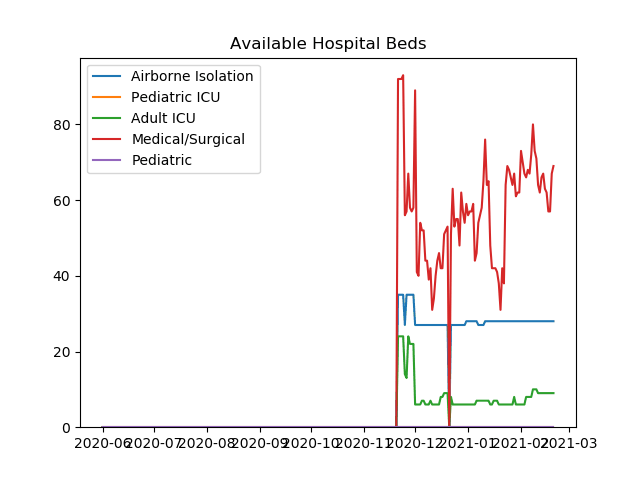 Available Hospital Beds
Airborne Isolation
Pediatric ICU
Adult ICU
Medical/Surgical
Pediatric
80
60
40
20
0
2020-06 2020-07 2020-08 2020-09 2020-10 2020-11 2020-12 2021-01 2021-02 2021-03